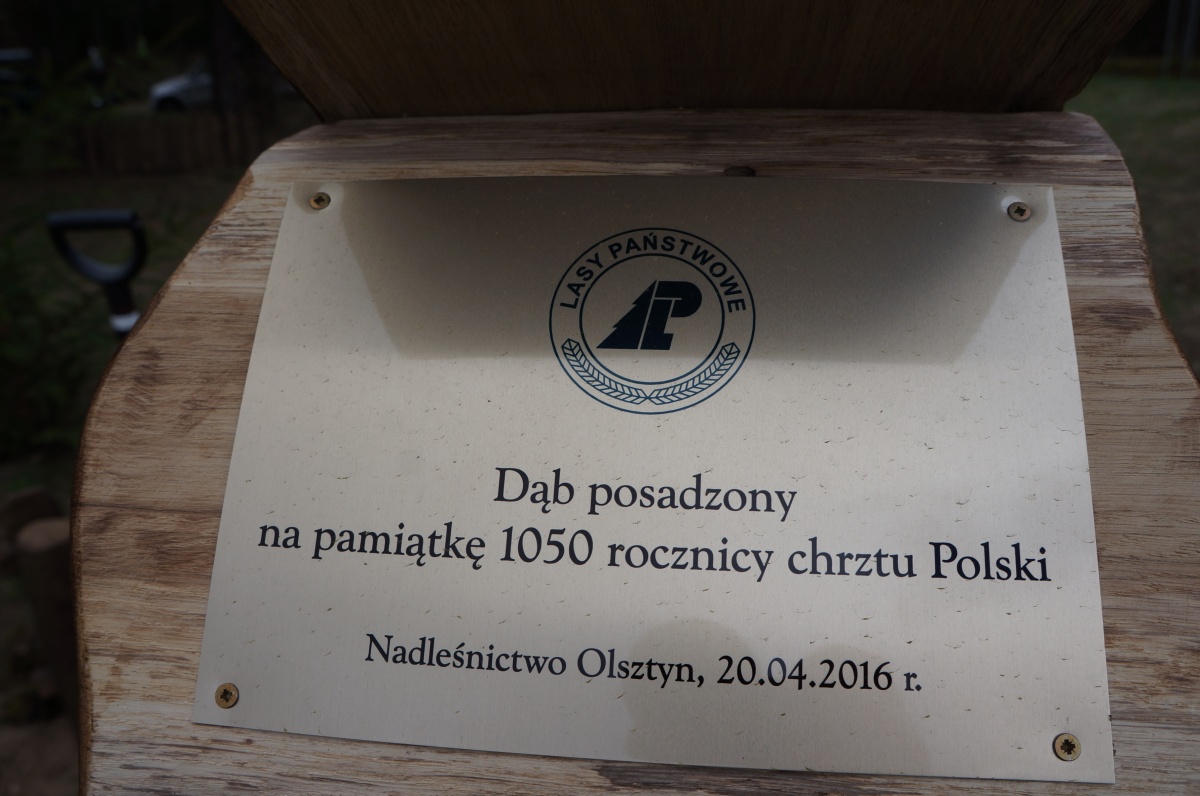 LASY PAŃSTWOWE
Dąb posadzony
na pamiątkę 1050 rocznicy chrztu Polski
Nadleśnictwo Olsztyn, 20.04.2016 r.